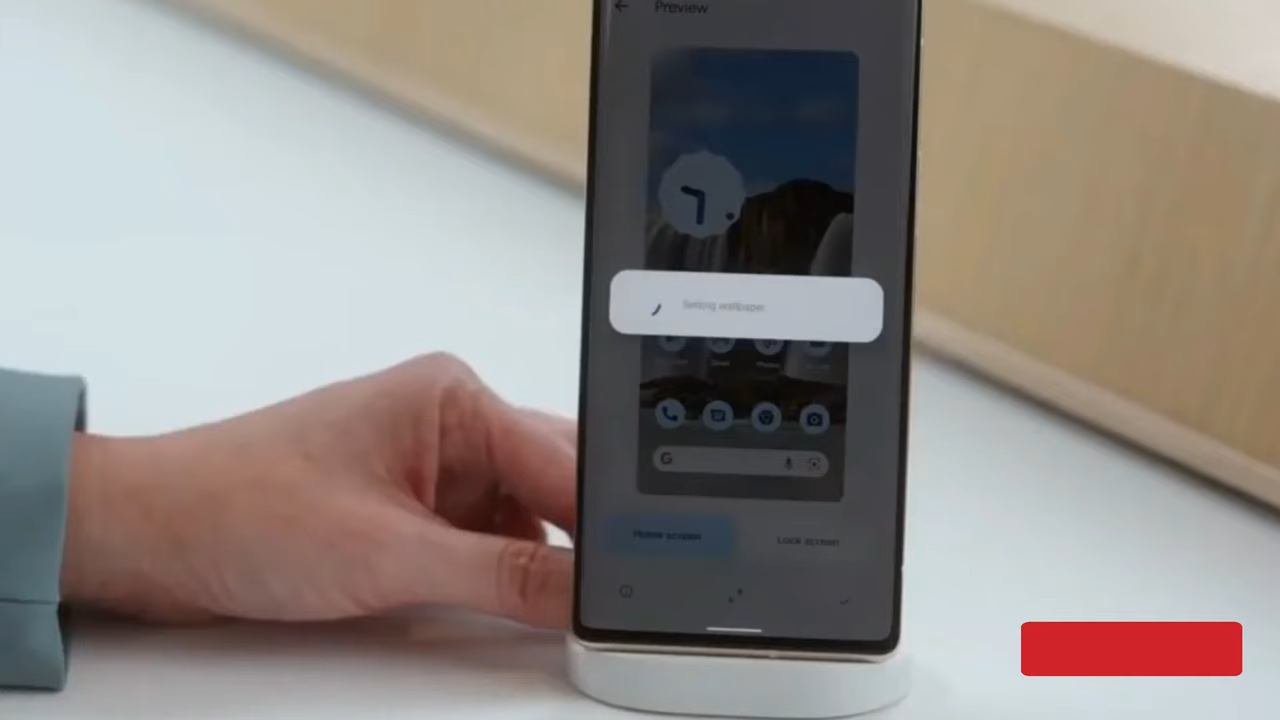 Preview
Setting wallpaper
G
Home screen
Lock screen